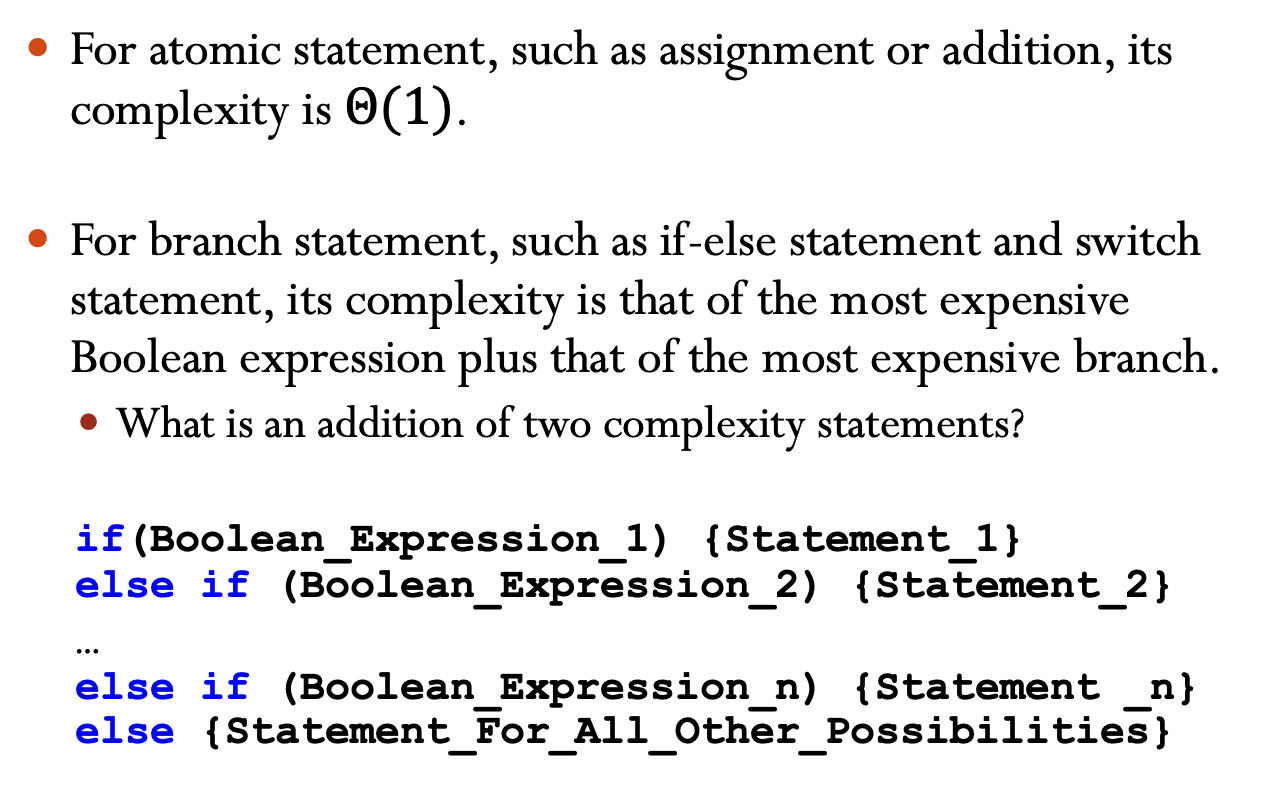 • For atomic statement, such as assignment or addition, its
complexity is Θ(1).
• For branch statement, such as if-else statement and switch
statement, its complexity is that of the most expensive
Boolean expression plus that of the most expensive branch.
• What is an addition of two complexity statements?
if(Boolean_Expression_1) {Statement_1}
else if (Boolean_Expression_2) {Statement_2}
…
else if (Boolean_Expression_n) {Statement _n}
else {Statement_For_All_Other_Possibilities}